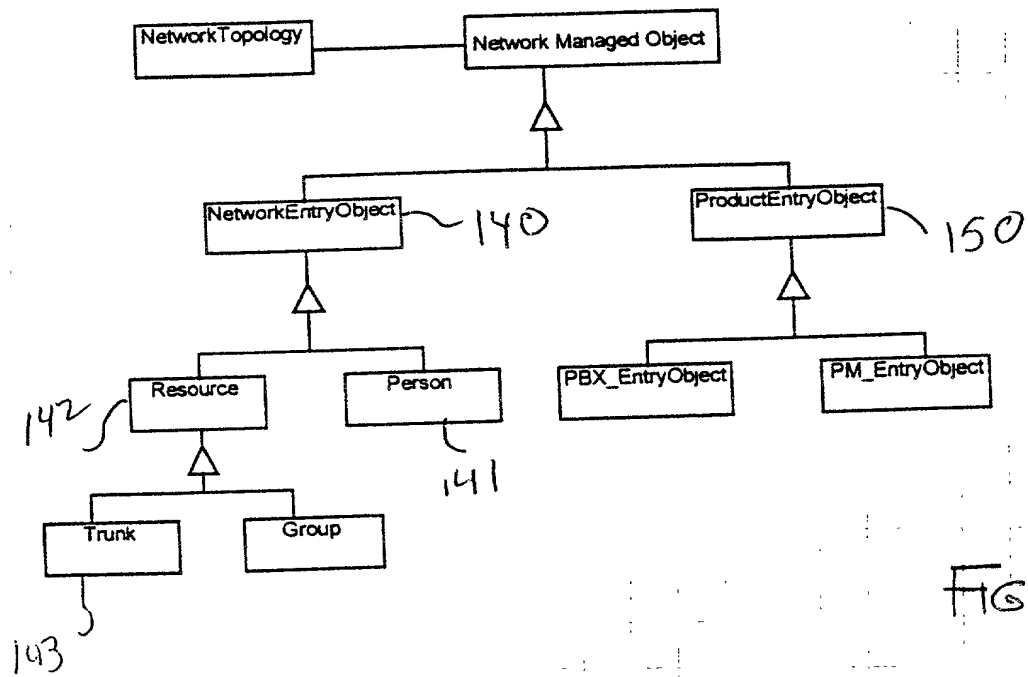 NetworkTopology
Network Managed Object
NetworkEntryObject
140
ProductEntryObject
150
Resource
142
Person
141
PBX_EntryObject
PM_EntryObject
Trunk
143
Group
FIG